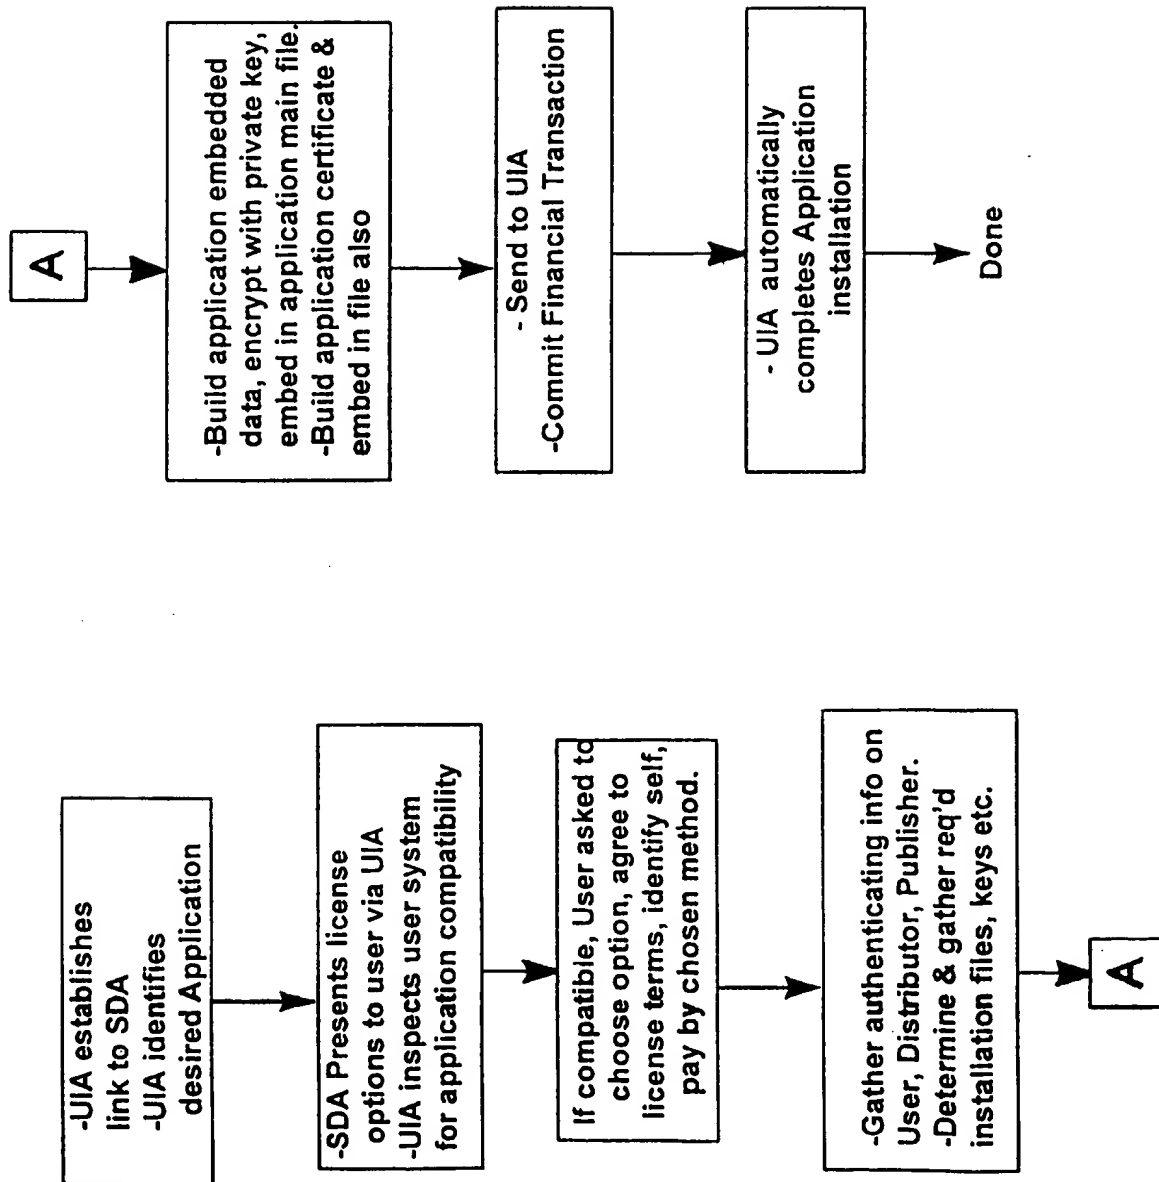 -UIA establishes
link to SDA
-UIA identifies
desired Application
-SDA Presents license
options to user via UIA
-UIA inspects user system
for application compatibility
If compatible, User asked to
choose option, agree to
license terms, identify self,
pay by chosen method.
-Gather authenticating info on
User, Distributor, Publisher.
-Determine & gather req'd
installation files, keys etc.
A
A
-Build application embedded
data, encrypt with private key,
embed in application main file.
-Build application certificate &
embed in file also
- Send to UIA
-Commit Financial Transaction
- UIA automatically
completes Application
installation
Done